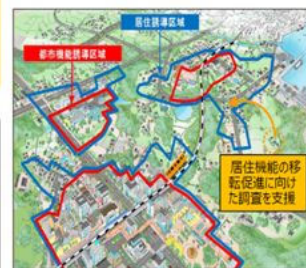 居住誘導区域
都市機能誘導区域
居住機能の移
転促進に向け
た調査を支援